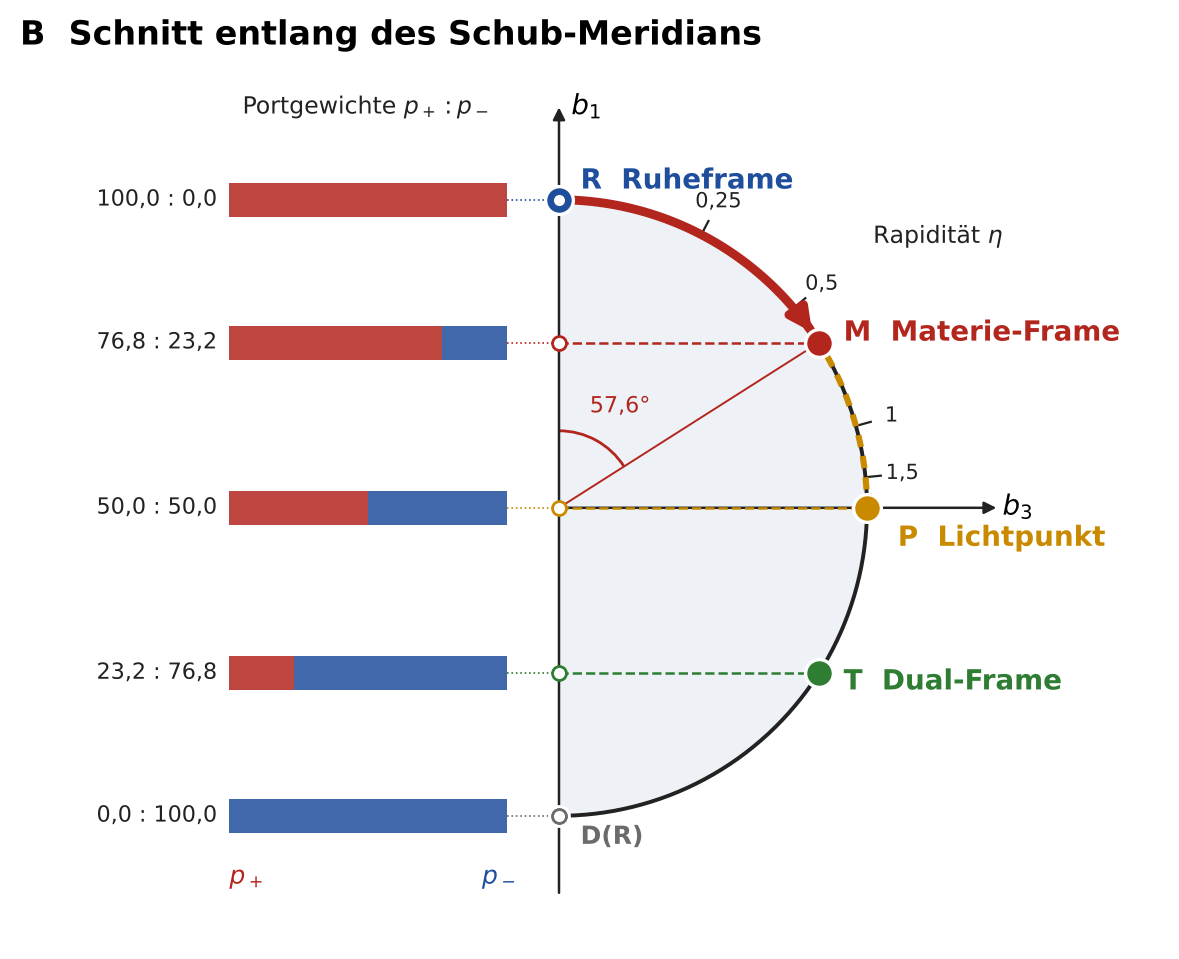 B Schnitt entlang des Schub-Meridians
Portgewichte p₊ : p₋
b₁
R Ruheframe
100,0 : 0,0
0,25
Rapidität η
0,5
76,8 : 23,2
M Materie-Frame
57,6°
1
1,5
50,0 : 50,0
b₃
P Lichtpunkt
23,2 : 76,8
T Dual-Frame
0,0 : 100,0
D(R)
p₊
p₋